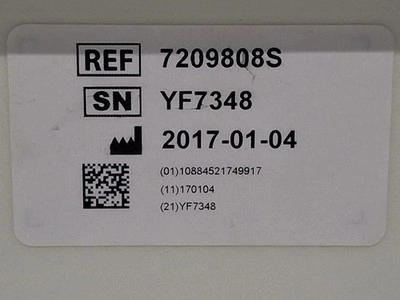 REF 7209808S
SN YF7348
2017-01-04
(01)10884521749917
(11)170104
(21)YF7348